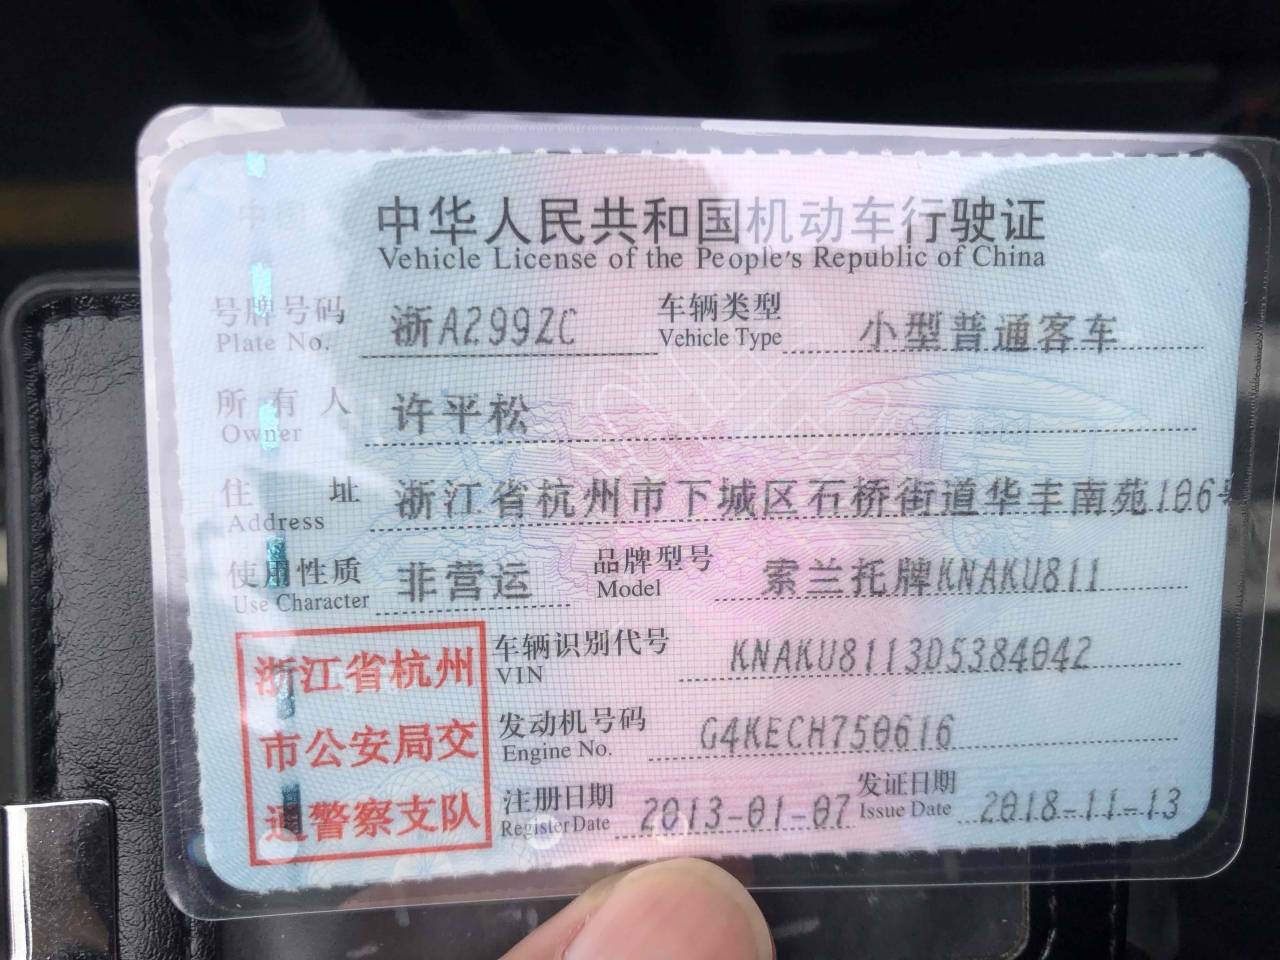 中华人民共和国机动车行驶证
Vehicle License of the People's Republic of China
号牌号码 浙AZ99ZC 车辆类型 小型普通客车
Plate No. Vehicle Type
所有人 许平松
Owner
住址 浙江省杭州市下城区石桥街道华丰南苑106号
Address
使用性质 非营运 品牌型号 索兰托牌KNAKU811
Use Character Model
浙江省杭州 车辆识别代号 KNAKU8113D5384042
VIN
市公安局交 发动机号码 G4KECH750616
Engine No.
通警察支队 注册日期 2013-01-07 发证日期 2018-11-13
Register Date Issue Date